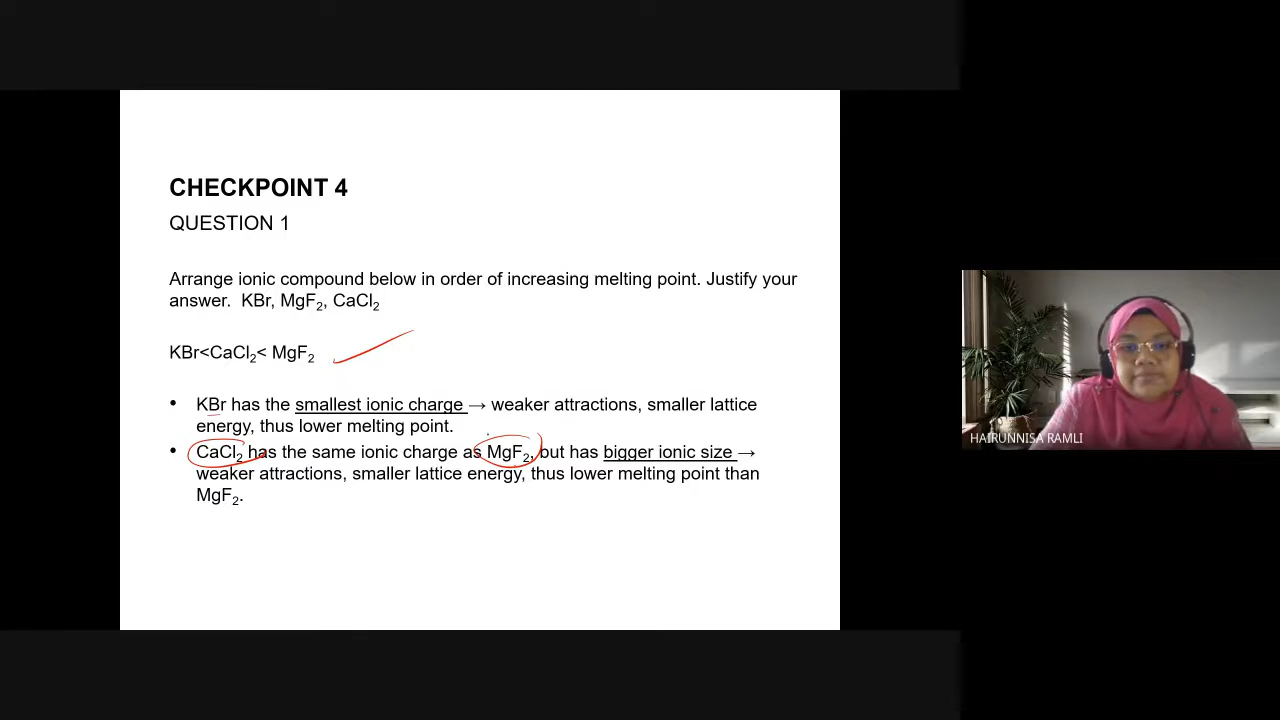 CHECKPOINT 4
QUESTION 1
Arrange ionic compound below in order of increasing melting point. Justify your
answer.  KBr, MgF₂, CaCl₂
KBr<CaCl₂< MgF₂
• KBr has the smallest ionic charge → weaker attractions, smaller lattice
energy, thus lower melting point.
• CaCl₂ has the same ionic charge as MgF₂, but has bigger ionic size →
weaker attractions, smaller lattice energy, thus lower melting point than
MgF₂.
HAIRUNNISA RAMLI